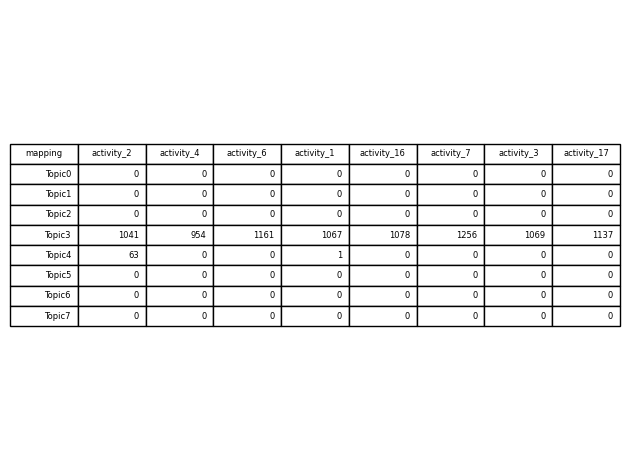 mapping activity_2 activity_4 activity_6 activity_1 activity_16 activity_7 activity_3 activity_17
Topic0 0 0 0 0 0 0 0 0
Topic1 0 0 0 0 0 0 0 0
Topic2 0 0 0 0 0 0 0 0
Topic3 1041 954 1161 1067 1078 1256 1069 1137
Topic4 63 0 0 1 0 0 0 0
Topic5 0 0 0 0 0 0 0 0
Topic6 0 0 0 0 0 0 0 0
Topic7 0 0 0 0 0 0 0 0